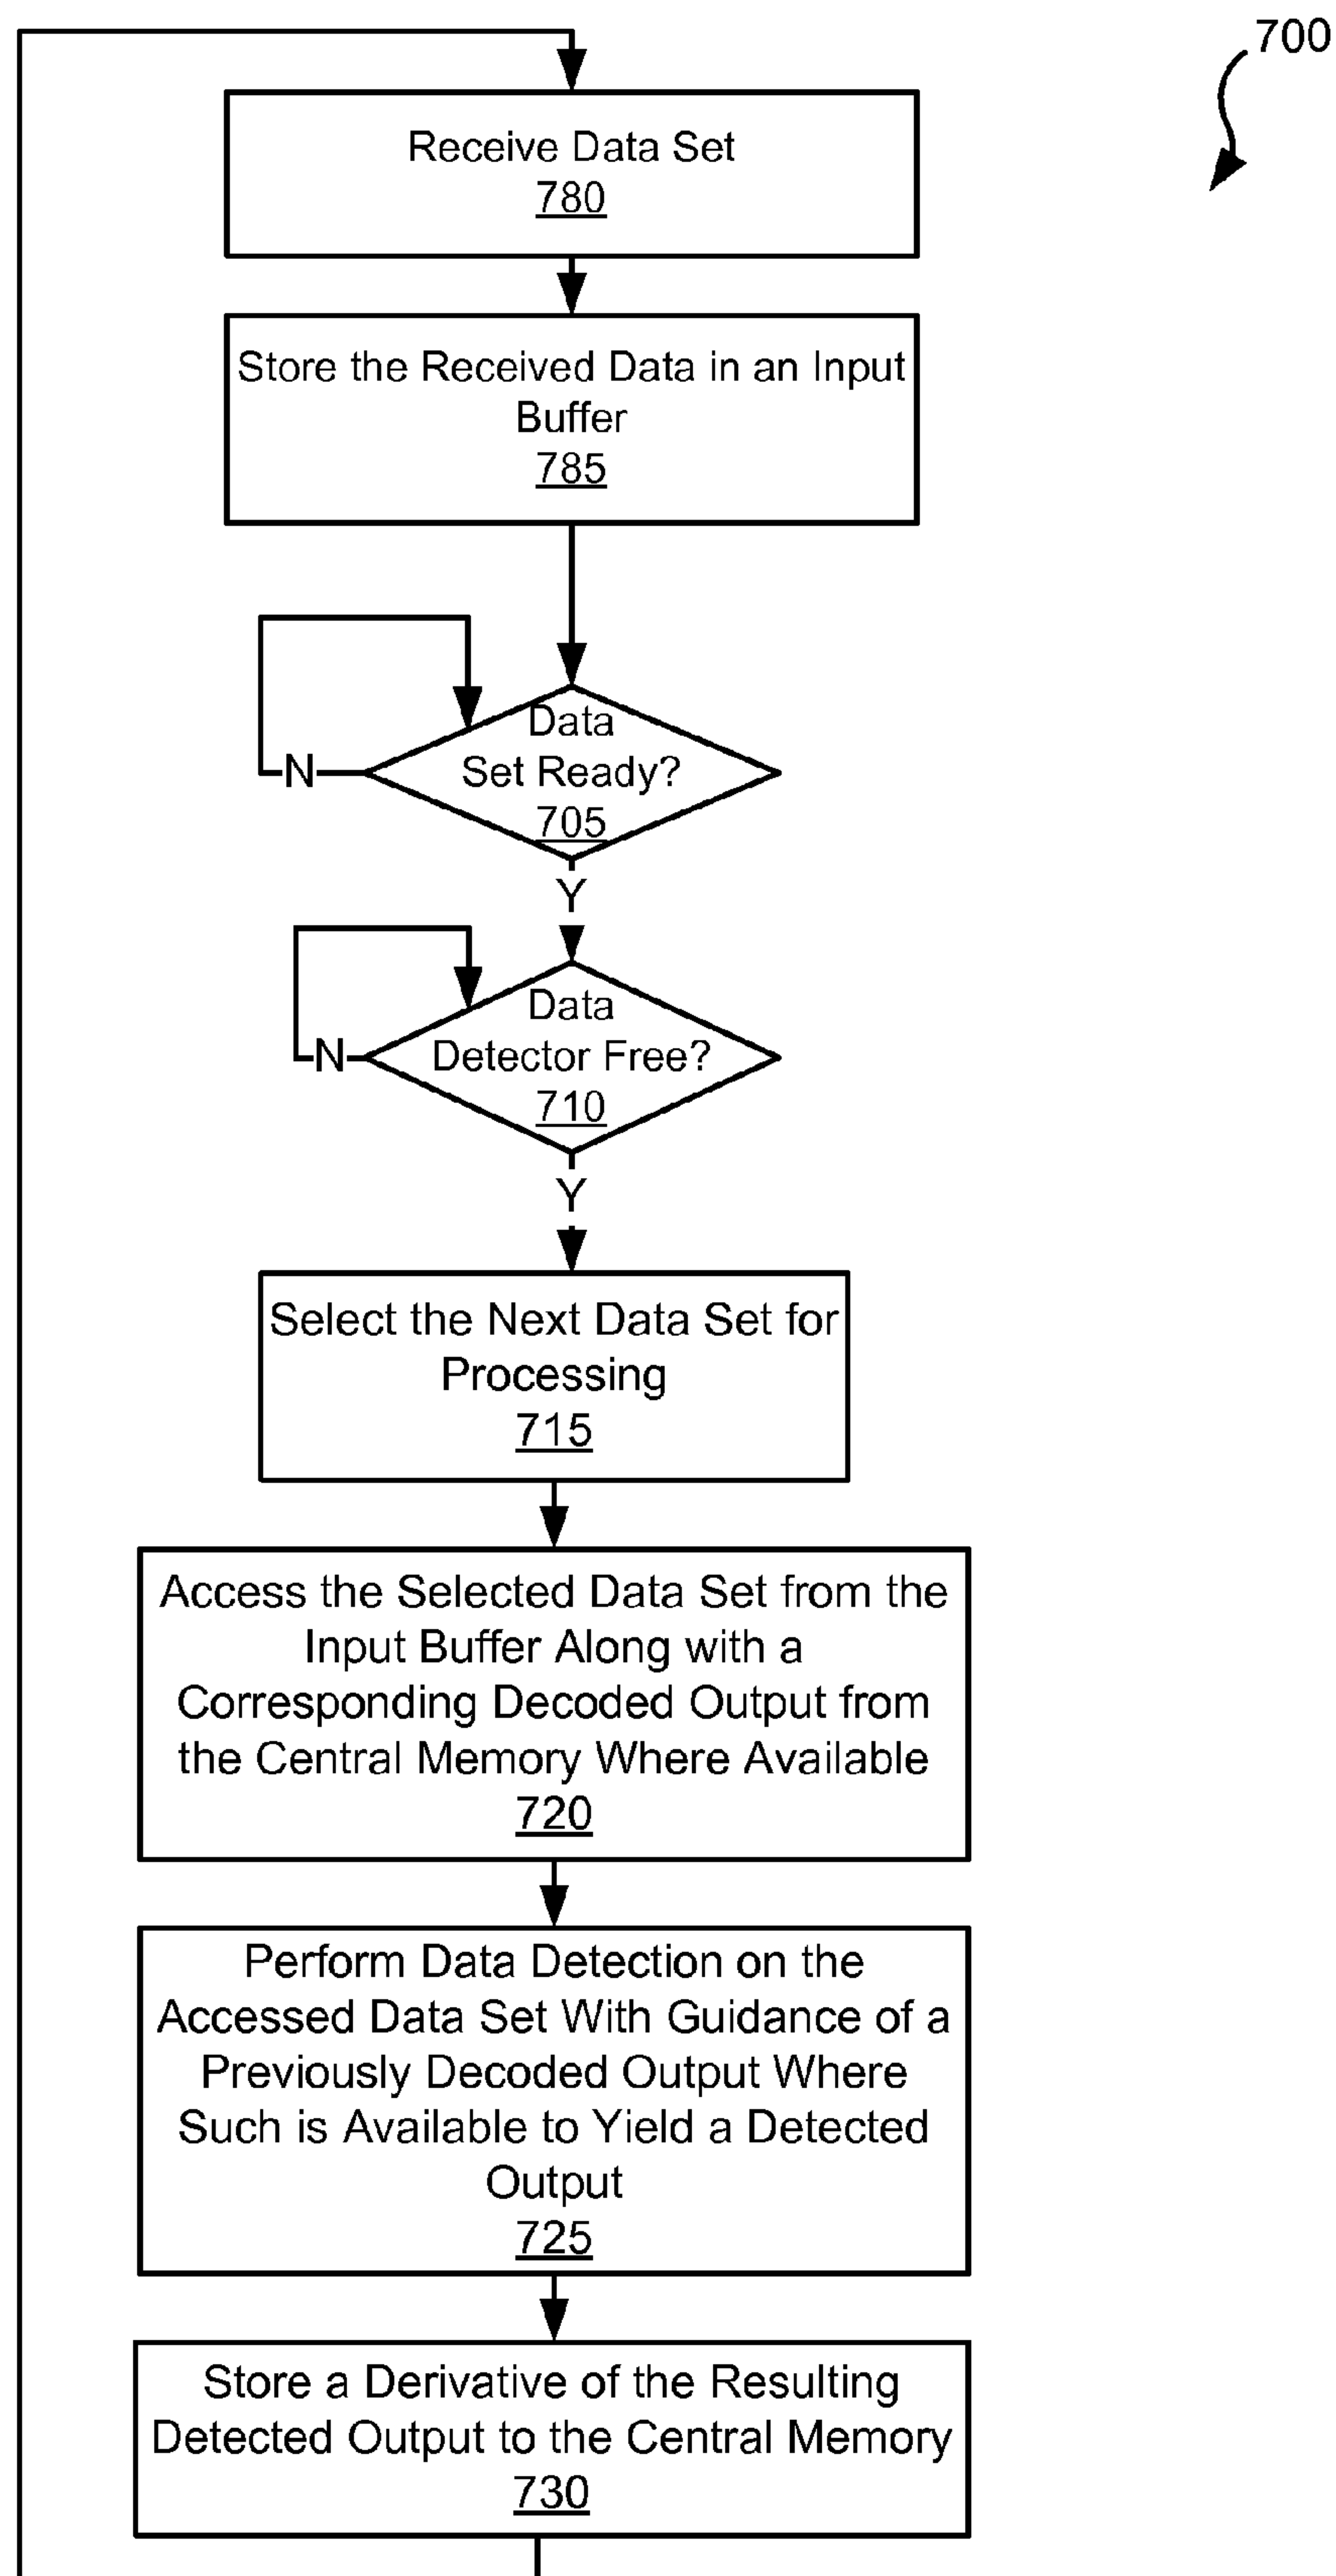 700
Receive Data Set
780
Store the Received Data in an Input
Buffer
785
Data
Set Ready?
705
N
Y
Data
Detector Free?
710
N
Y
Select the Next Data Set for
Processing
715
Access the Selected Data Set from the
Input Buffer Along with a
Corresponding Decoded Output from
the Central Memory Where Available
720
Perform Data Detection on the
Accessed Data Set With Guidance of a
Previously Decoded Output Where
Such is Available to Yield a Detected
Output
725
Store a Derivative of the Resulting
Detected Output to the Central Memory
730